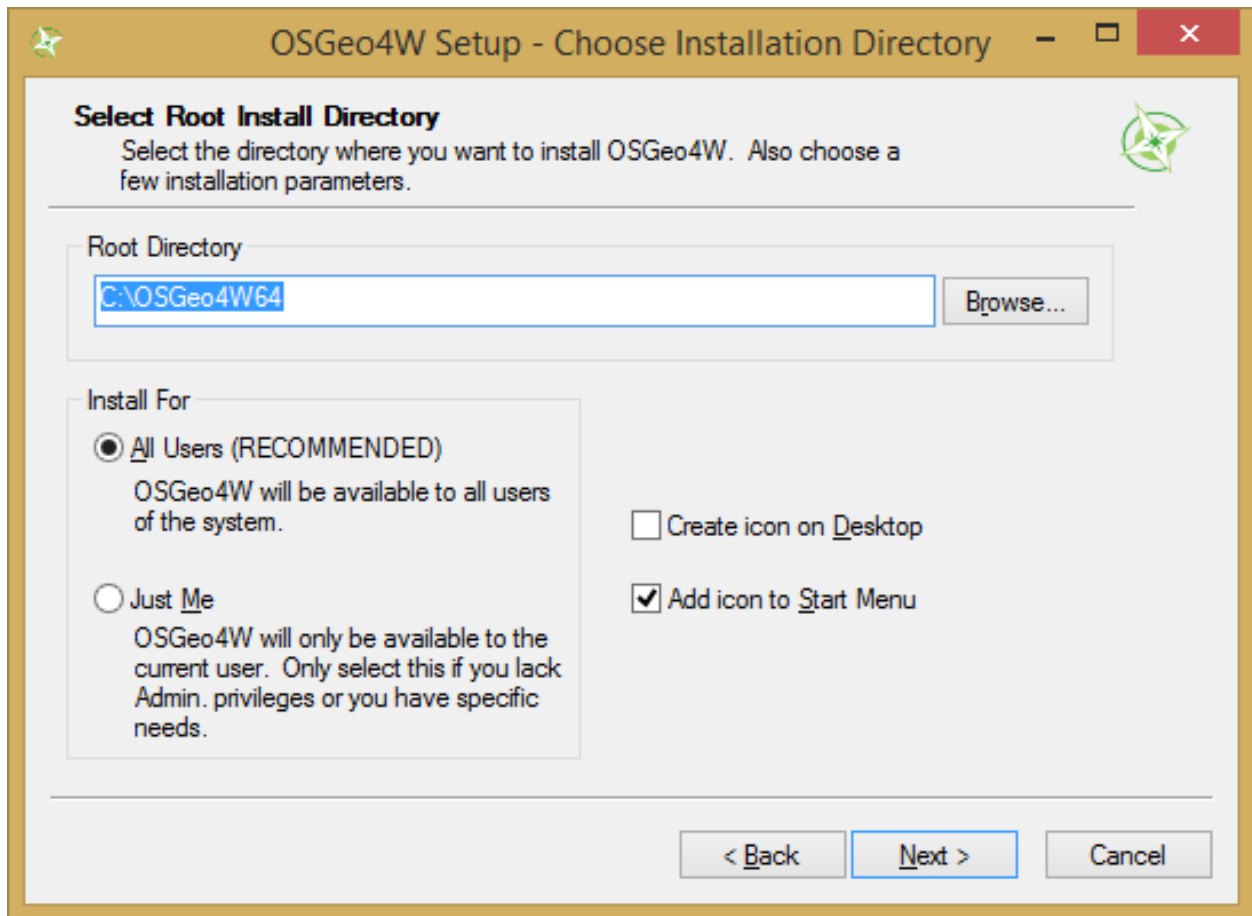 OSGeo4W Setup - Choose Installation Directory
Select Root Install Directory
Select the directory where you want to install OSGeo4W. Also choose a
few installation parameters.
Root Directory
C:\OSGeo4W64
Browse...
Install For
All Users (RECOMMENDED)
OSGeo4W will be available to all users
of the system.
Create icon on Desktop
Just Me
Add icon to Start Menu
OSGeo4W will only be available to the
current user. Only select this if you lack
Admin. privileges or you have specific
needs.
< Back
Next >
Cancel